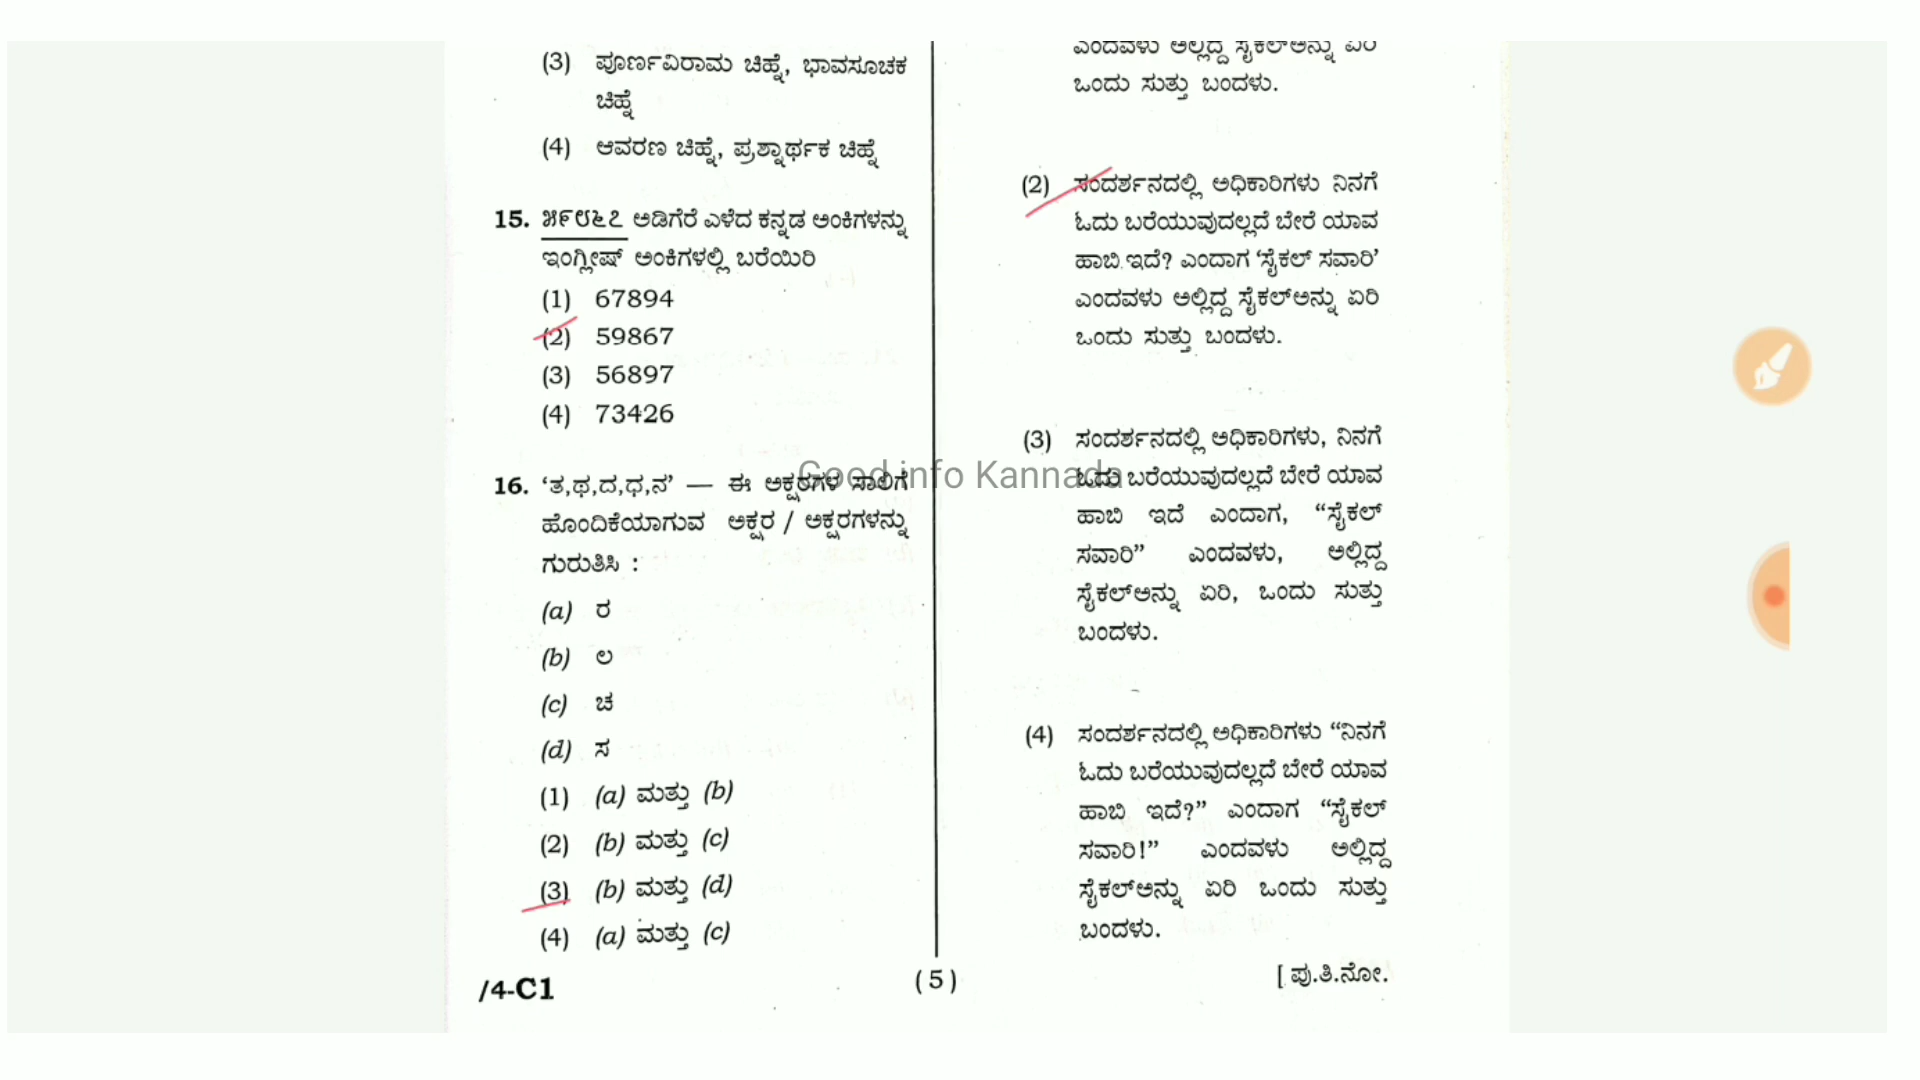 (3) ಪೂರ್ಣವಿರಾಮ ಚಿಹ್ನೆ, ಭಾವಸೂಚಕ
ಚಿಹ್ನೆ
(4) ಆವರಣ ಚಿಹ್ನೆ, ಪ್ರಶ್ನಾರ್ಥಕ ಚಿಹ್ನೆ
15. ೫೯೮೬೭ ಅಡಿಗೆರೆ ಎಳೆದ ಕನ್ನಡ ಅಂಕಿಗಳನ್ನು
ಇಂಗ್ಲೀಷ್ ಅಂಕಿಗಳಲ್ಲಿ ಬರೆಯಿರಿ
(1) 67894
(2) 59867
(3) 56897
(4) 73426
16. ‘ತ,ಥ,ದ,ಧ,ನ’ — ಈ ಅಕ್ಷರಗಳ ಸಾಲಿಗೆ
ಹೊಂದಿಕೆಯಾಗುವ ಅಕ್ಷರ / ಅಕ್ಷರಗಳನ್ನು
ಗುರುತಿಸಿ :
(a) ರ
(b) ಲ
(c) ಚ
(d) ಸ
(1) (a) ಮತ್ತು (b)
(2) (b) ಮತ್ತು (c)
(3) (b) ಮತ್ತು (d)
(4) (a) ಮತ್ತು (c)
ಎಂದವಳು ಅಲ್ಲಿದ್ದ ಸೈಕಲ್‌ಅನ್ನು ಏರಿ
ಒಂದು ಸುತ್ತು ಬಂದಳು.
(2) ಸಂದರ್ಶನದಲ್ಲಿ ಅಧಿಕಾರಿಗಳು ನಿನಗೆ
ಓದು ಬರೆಯುವುದಲ್ಲದೆ ಬೇರೆ ಯಾವ
ಹಾಬಿ ಇದೆ? ಎಂದಾಗ ‘ಸೈಕಲ್ ಸವಾರಿ’
ಎಂದವಳು ಅಲ್ಲಿದ್ದ ಸೈಕಲ್‌ಅನ್ನು ಏರಿ
ಒಂದು ಸುತ್ತು ಬಂದಳು.
(3) ಸಂದರ್ಶನದಲ್ಲಿ ಅಧಿಕಾರಿಗಳು, ನಿನಗೆ
ಓದು ಬರೆಯುವುದಲ್ಲದೆ ಬೇರೆ ಯಾವ
ಹಾಬಿ ಇದೆ ಎಂದಾಗ, “ಸೈಕಲ್
ಸವಾರಿ” ಎಂದವಳು, ಅಲ್ಲಿದ್ದ
ಸೈಕಲ್‌ಅನ್ನು ಏರಿ, ಒಂದು ಸುತ್ತು
ಬಂದಳು.
(4) ಸಂದರ್ಶನದಲ್ಲಿ ಅಧಿಕಾರಿಗಳು “ನಿನಗೆ
ಓದು ಬರೆಯುವುದಲ್ಲದೆ ಬೇರೆ ಯಾವ
ಹಾಬಿ ಇದೆ?” ಎಂದಾಗ “ಸೈಕಲ್
ಸವಾರಿ!” ಎಂದವಳು ಅಲ್ಲಿದ್ದ
ಸೈಕಲ್‌ಅನ್ನು ಏರಿ ಒಂದು ಸುತ್ತು
ಬಂದಳು.
Good info Kannada
/4-C1
( 5 )
[ ಪು.ತಿ.ನೋ.